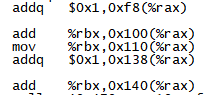 addq $0x1,0xf8(%rax)
add %rbx,0x100(%rax)
mov %rbx,0x110(%rax)
addq $0x1,0x138(%rax)
add %rbx,0x140(%rax)